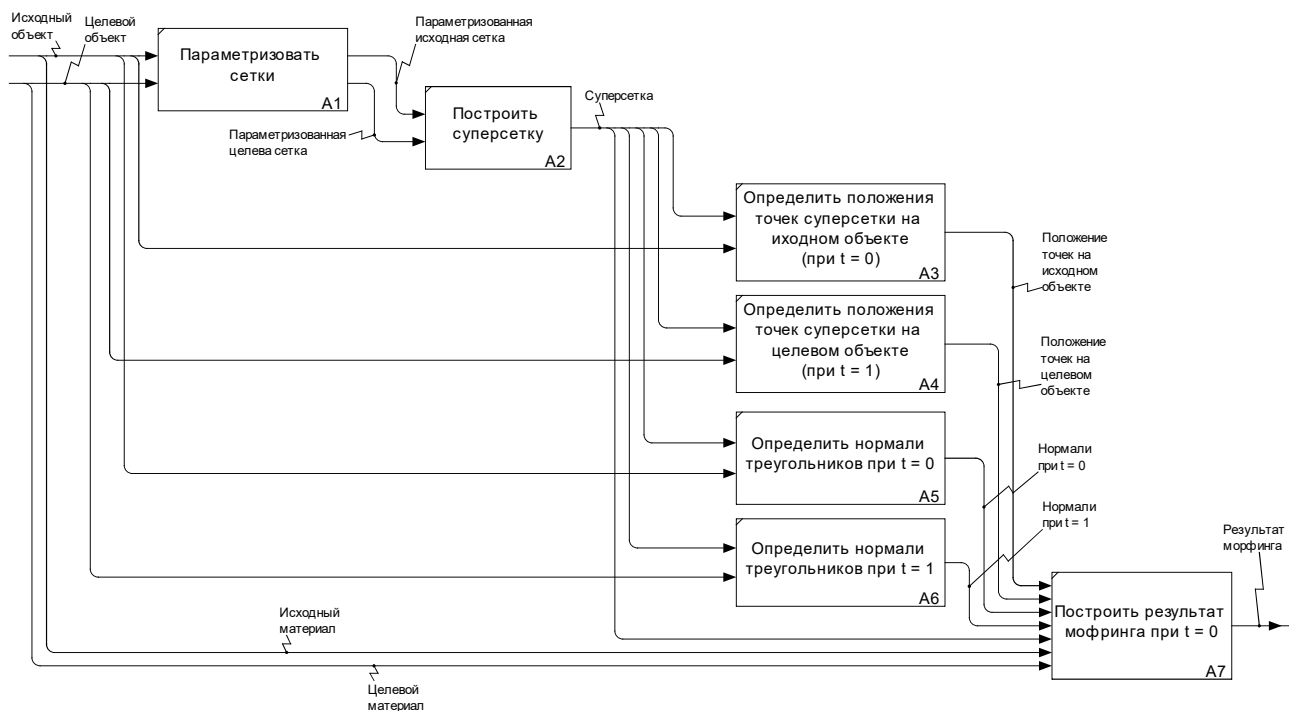 Исходный
объект
Целевой
объект
Параметризовать
сетки
A1
Параметризованная
исходная сетка
Параметризованная
целева сетка
Построить
суперсетку
A2
Суперсетка
Определить положения
точек суперсетки на
иходном объекте
(при t = 0)
A3
Положение
точек на
исходном
объекте
Определить положения
точек суперсетки на
целевом объекте
(при t = 1)
A4
Положение
точек на
целевом
объекте
Определить нормали
треугольников при t = 0
A5
Нормали
при t = 0
Определить нормали
треугольников при t = 1
A6
Нормали
при t = 1
Результат
морфинга
Построить результат
мофринга при t = 0
A7
Исходный
материал
Целевой
материал